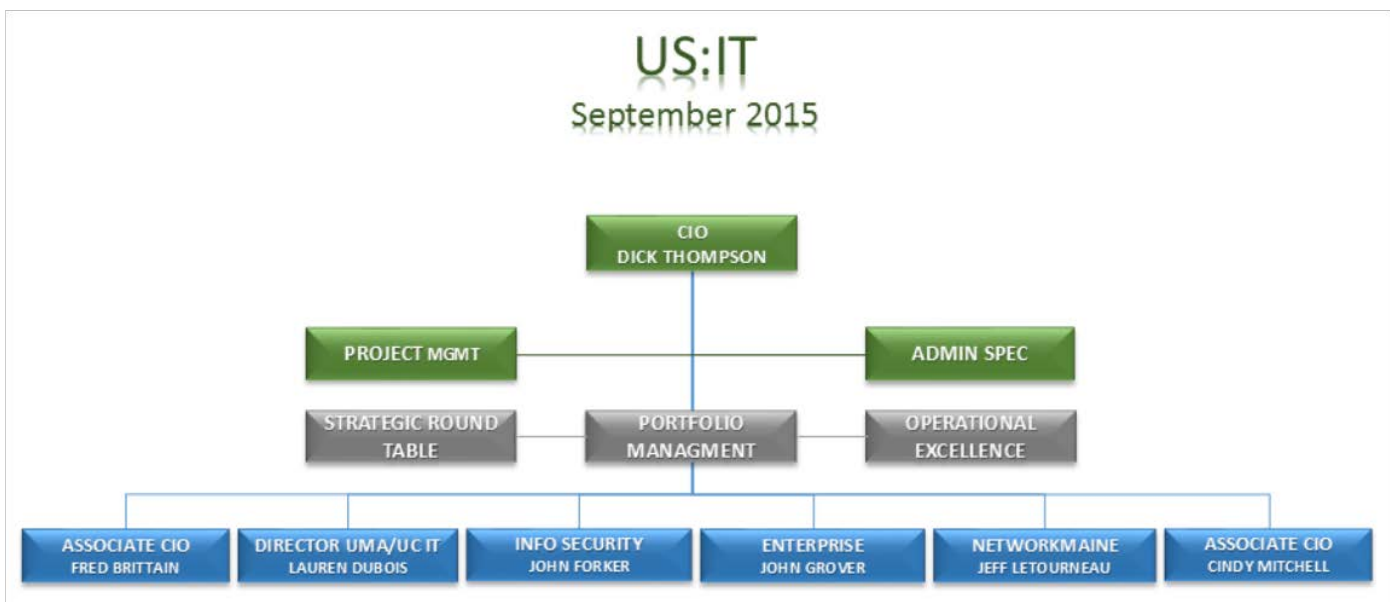 US:IT
September 2015
CIO
DICK THOMPSON
PROJECT MGMT
ADMIN SPEC
STRATEGIC ROUND
TABLE
PORTFOLIO
MANAGMENT
OPERATIONAL
EXCELLENCE
ASSOCIATE CIO
FRED BRITTAIN
DIRECTOR UMA/UC IT
LAUREN DUBOIS
INFO SECURITY
JOHN FORKER
ENTERPRISE
JOHN GROVER
NETWORKMAINE
JEFF LETOURNEAU
ASSOCIATE CIO
CINDY MITCHELL